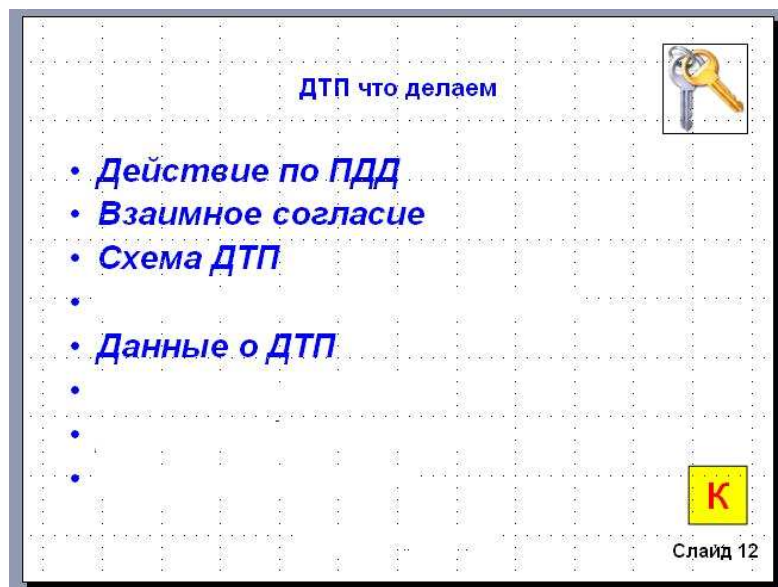 ДТП что делаем
• Действие по ПДД
• Взаимное согласие
• Схема ДТП
•
• Данные о ДТП
•
•
•
К
Слайд 12